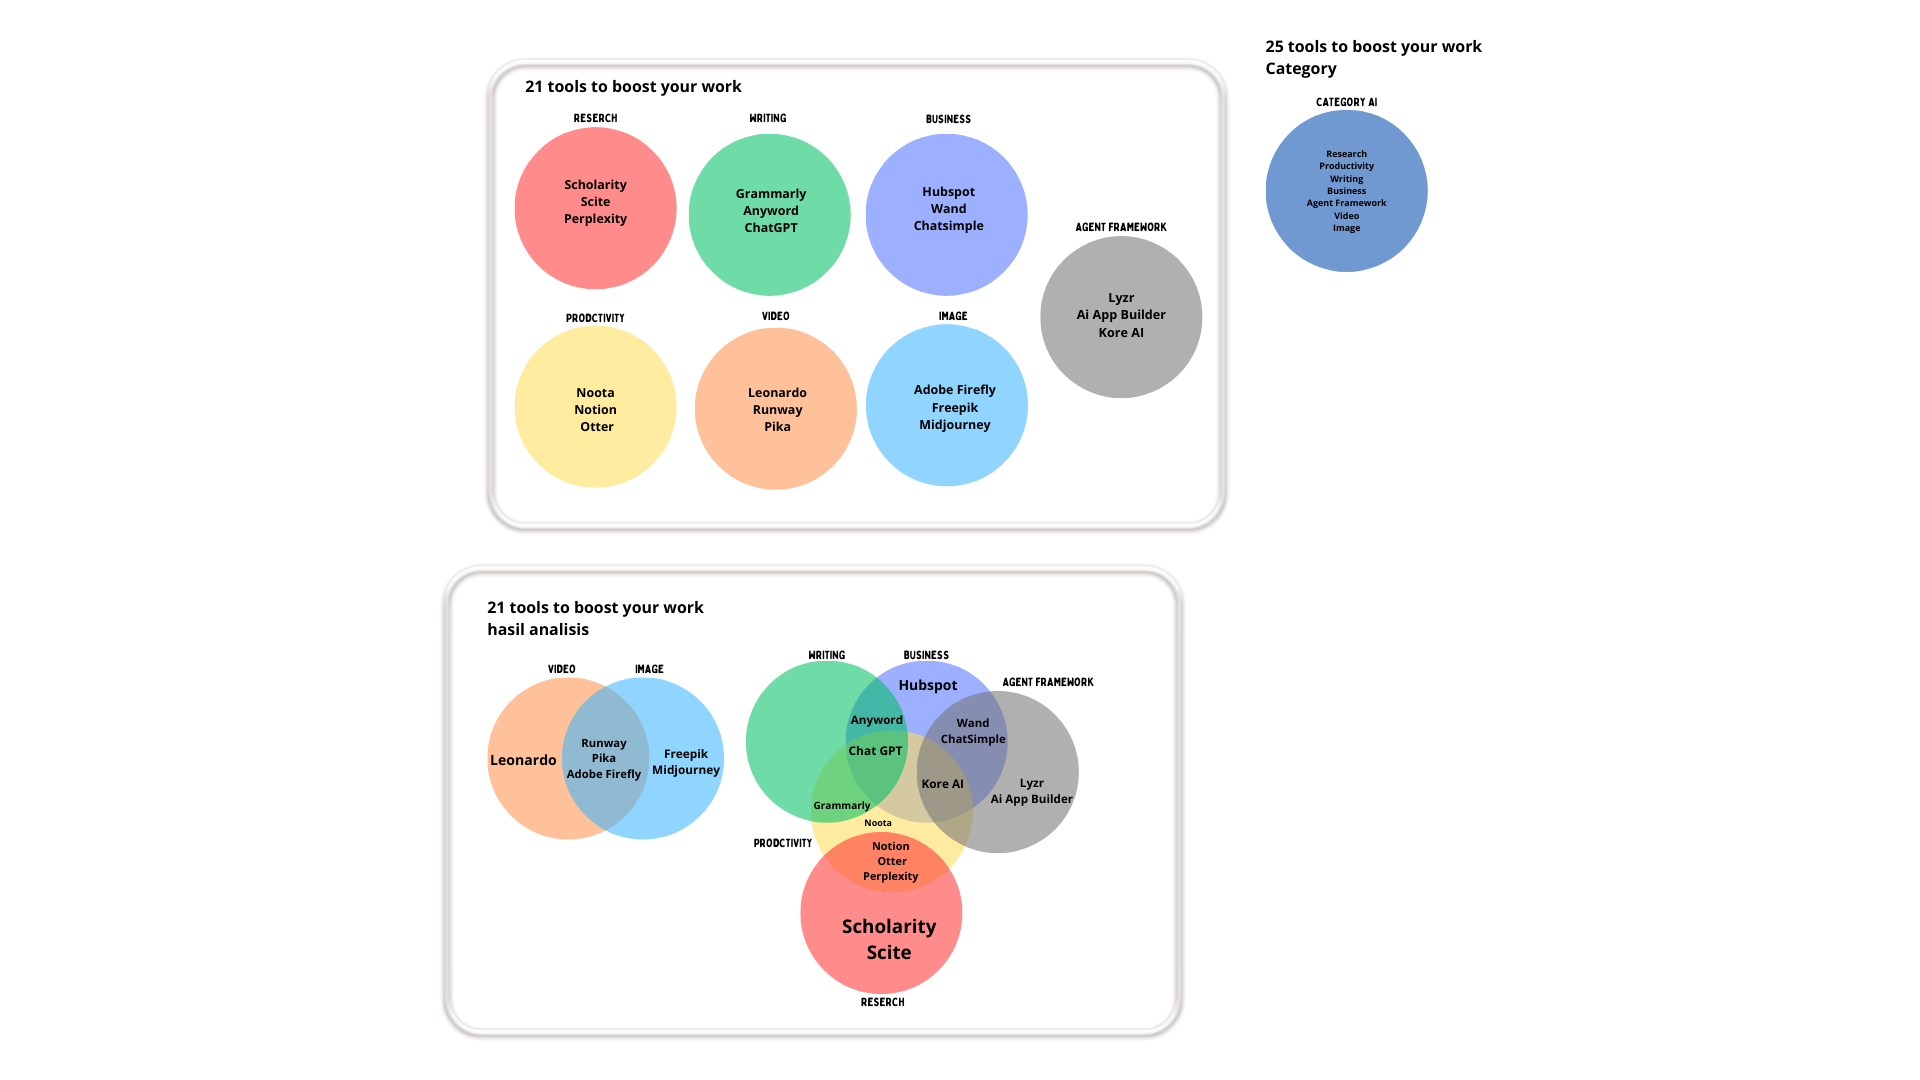 21 tools to boost your work
RESERCH
Scholarity
Scite
Perplexity
WRITING
Grammarly
Anyword
ChatGPT
BUSINESS
Hubspot
Wand
Chatsimple
AGENT FRAMEWORK
Lyzr
Ai App Builder
Kore AI
PRODCTIVITY
Noota
Notion
Otter
VIDEO
Leonardo
Runway
Pika
IMAGE
Adobe Firefly
Freepik
Midjourney
25 tools to boost your work
Category
CATEGORY AI
Research
Productivity
Writing
Business
Agent Framework
Video
Image
21 tools to boost your work
hasil analisis
VIDEO
IMAGE
Leonardo
Runway
Pika
Adobe Firefly
Freepik
Midjourney
WRITING
BUSINESS
AGENT FRAMEWORK
Hubspot
Anyword
Chat GPT
Wand
ChatSimple
Kore AI
Lyzr
Ai App Builder
Grammarly
Noota
PRODCTIVITY
Notion
Otter
Perplexity
Scholarity
Scite
RESERCH